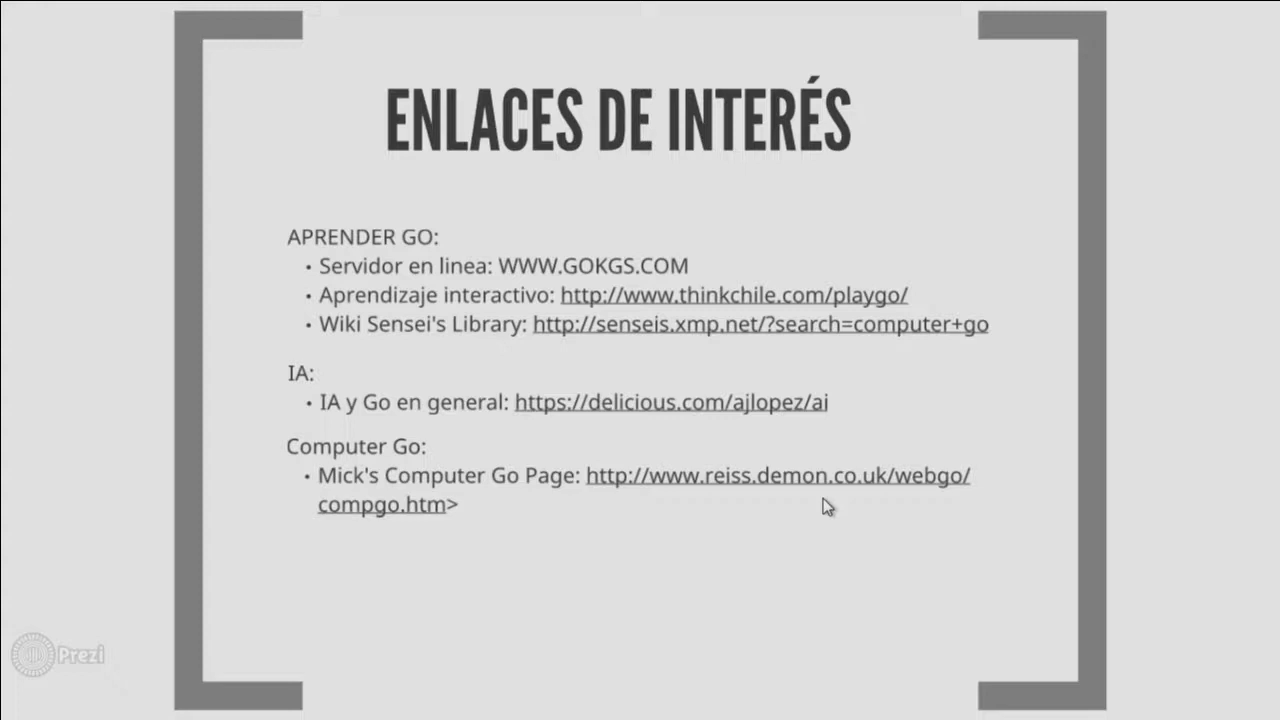 ENLACES DE INTERÉS
APRENDER GO:
• Servidor en linea: WWW.GOKGS.COM
• Aprendizaje interactivo: http://www.thinkchile.com/playgo/
• Wiki Sensei's Library: http://senseis.xmp.net/?search=computer+go
IA:
• IA y Go en general: https://delicious.com/ajlopez/ai
Computer Go:
• Mick's Computer Go Page: http://www.reiss.demon.co.uk/webgo/
compgo.htm>
Prezi